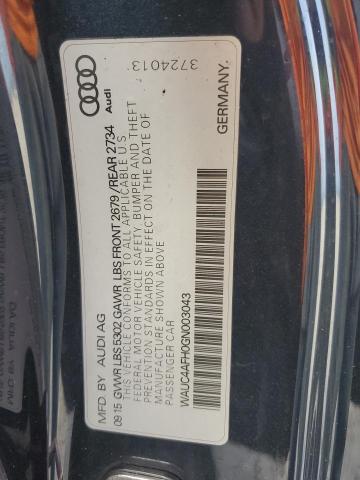 MFD. BY AUDI AG
09 15 GVWR LBS 5302 GAWR LBS FRONT 2679 /REAR 2734
THIS VEHICLE CONFORMS TO ALL APPLICABLE U S
FEDERAL MOTOR VEHICLE SAFETY, BUMPER AND THEFT
PREVENTION STANDARDS IN EFFECT ON THE DATE OF
MANUFACTURE SHOWN ABOVE
PASSENGER CAR
WAUC4AFH0GN003043
Audi
3724013
GERMANY.